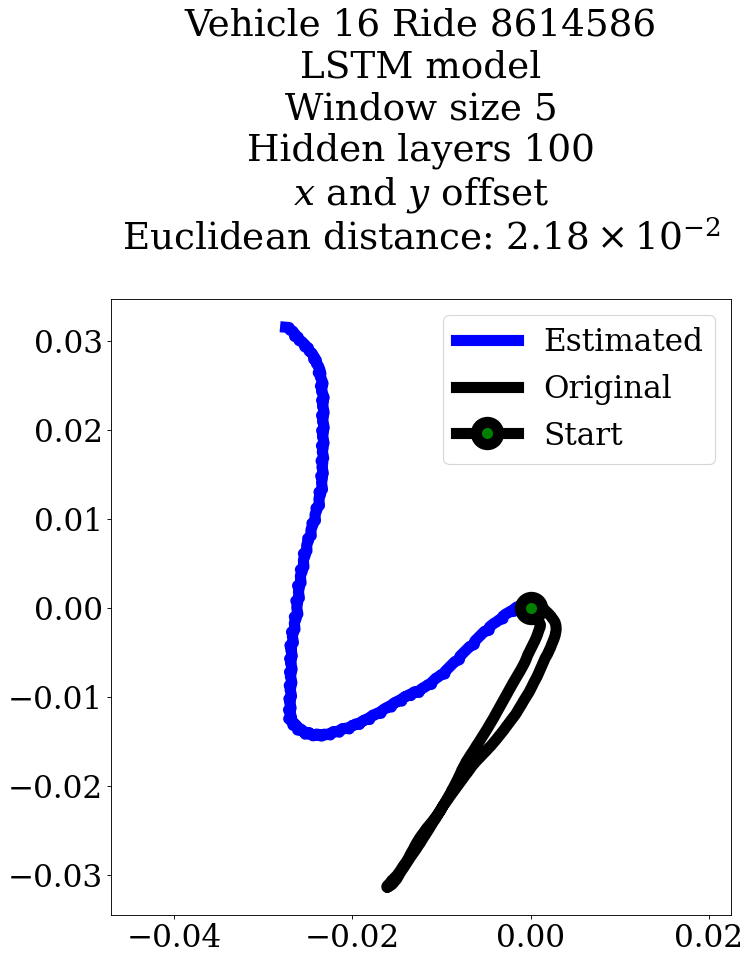 Vehicle 16 Ride 8614586
LSTM model
Window size 5
Hidden layers 100
x and y offset
Euclidean distance: 2.18 × 10⁻²
Estimated
Original
Start
0.03
0.02
0.01
0.00
−0.01
−0.02
−0.03
−0.04
−0.02
0.00
0.02